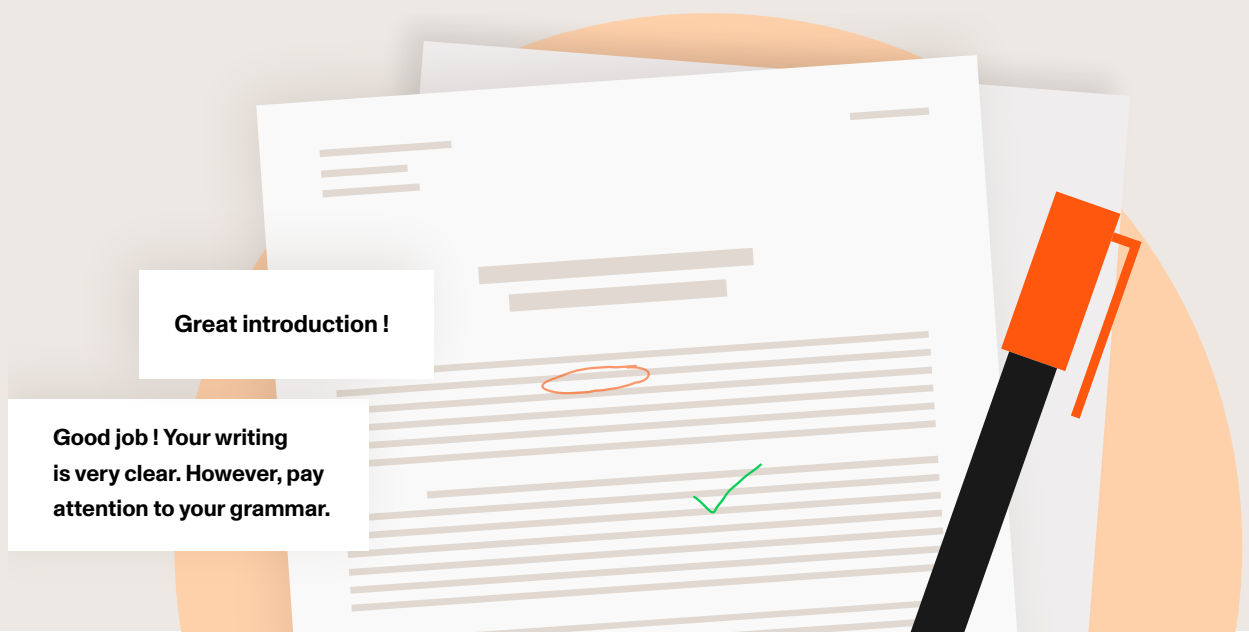 Great introduction !
Good job ! Your writing
is very clear. However, pay
attention to your grammar.